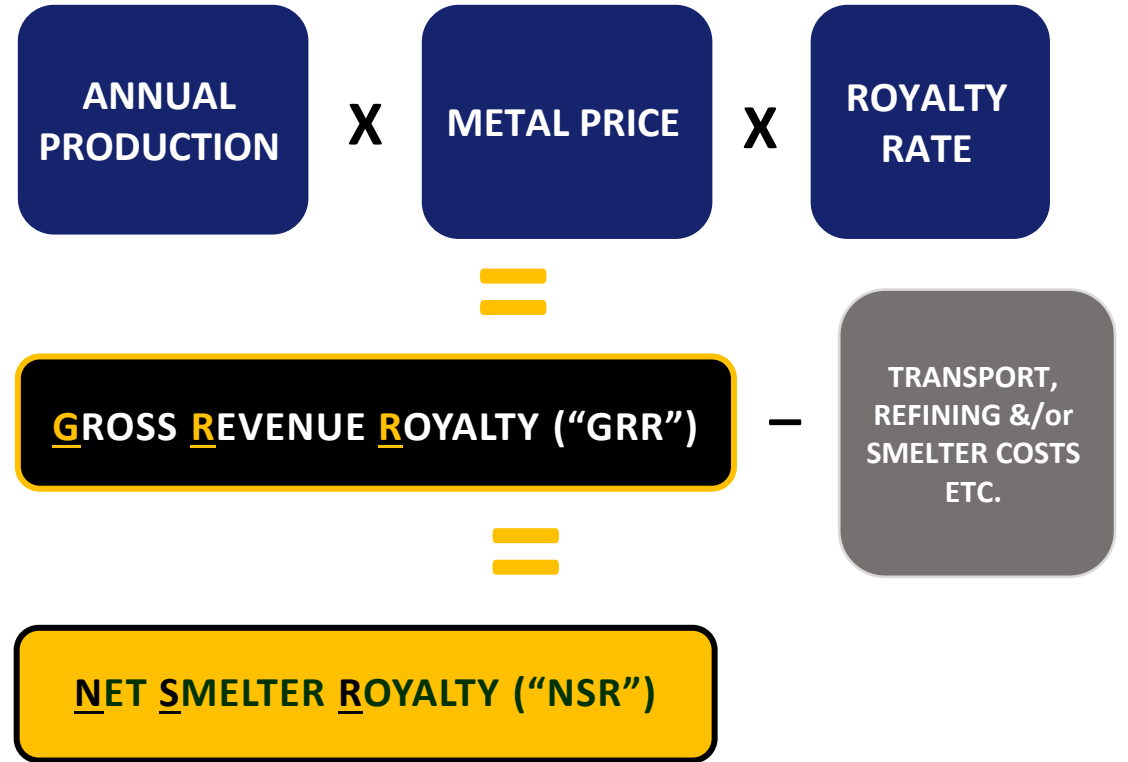 ANNUAL
PRODUCTION
X
METAL PRICE
X
ROYALTY
RATE
=
GROSS REVENUE ROYALTY (“GRR”)
–
TRANSPORT,
REFINING &/or
SMELTER COSTS
ETC.
=
NET SMELTER ROYALTY (“NSR”)